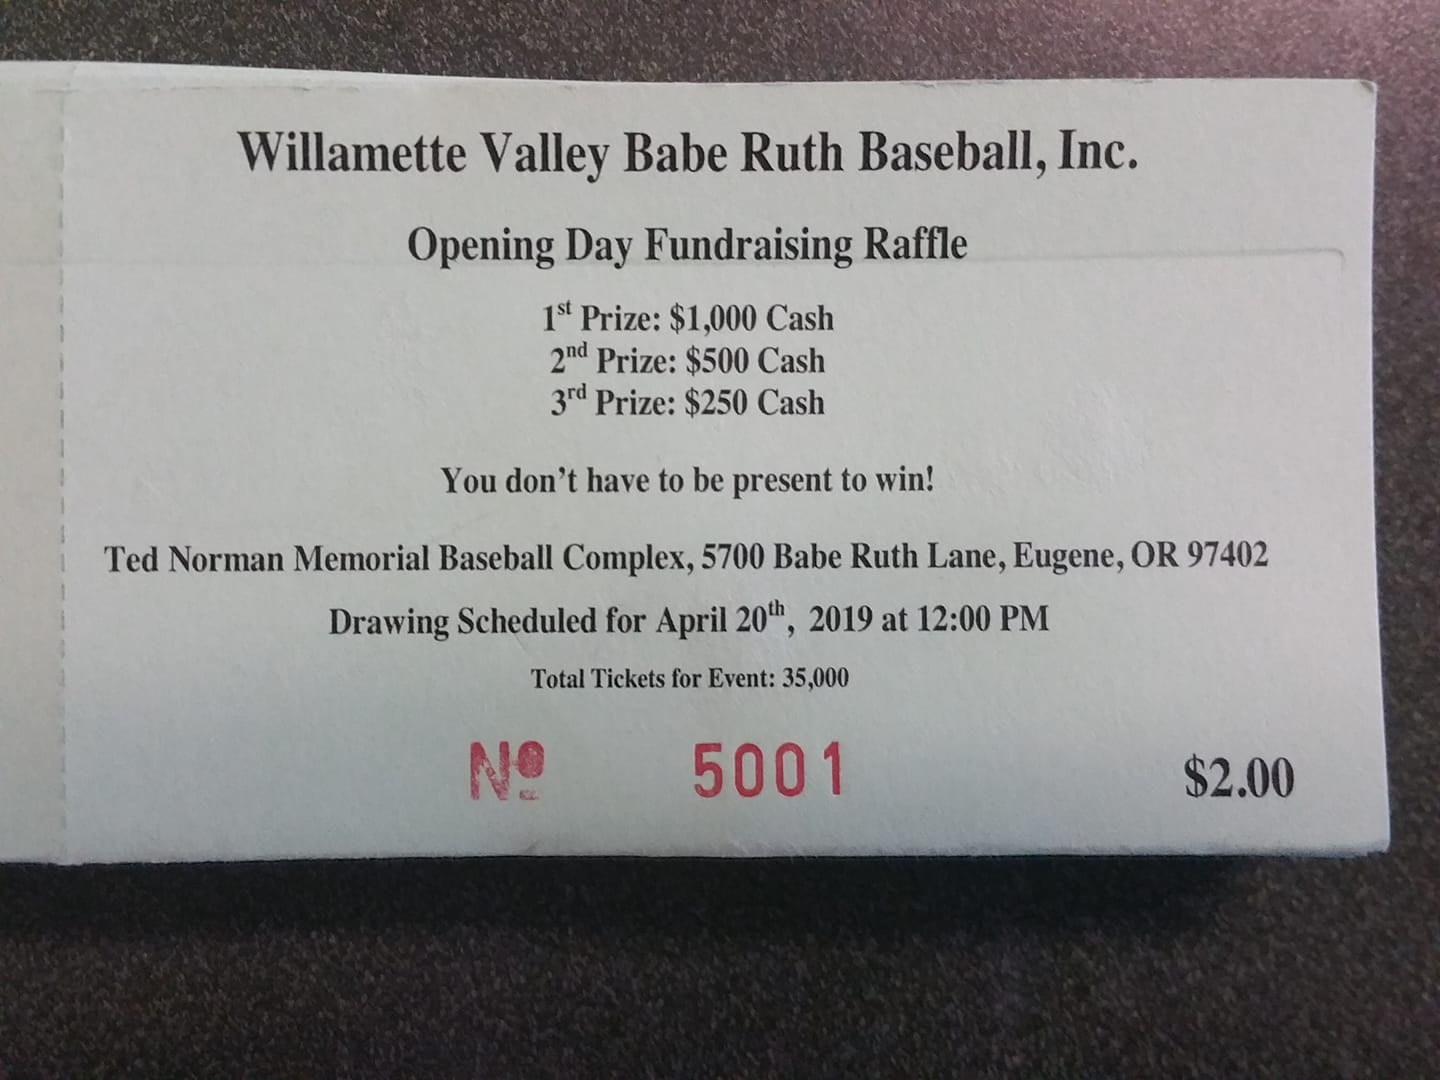 Willamette Valley Babe Ruth Baseball, Inc.
Opening Day Fundraising Raffle
1st Prize: $1,000 Cash
2nd Prize: $500 Cash
3rd Prize: $250 Cash
You don't have to be present to win!
Ted Norman Memorial Baseball Complex, 5700 Babe Ruth Lane, Eugene, OR 97402
Drawing Scheduled for April 20th, 2019 at 12:00 PM
Total Tickets for Event: 35,000
Nº 5001 $2.00